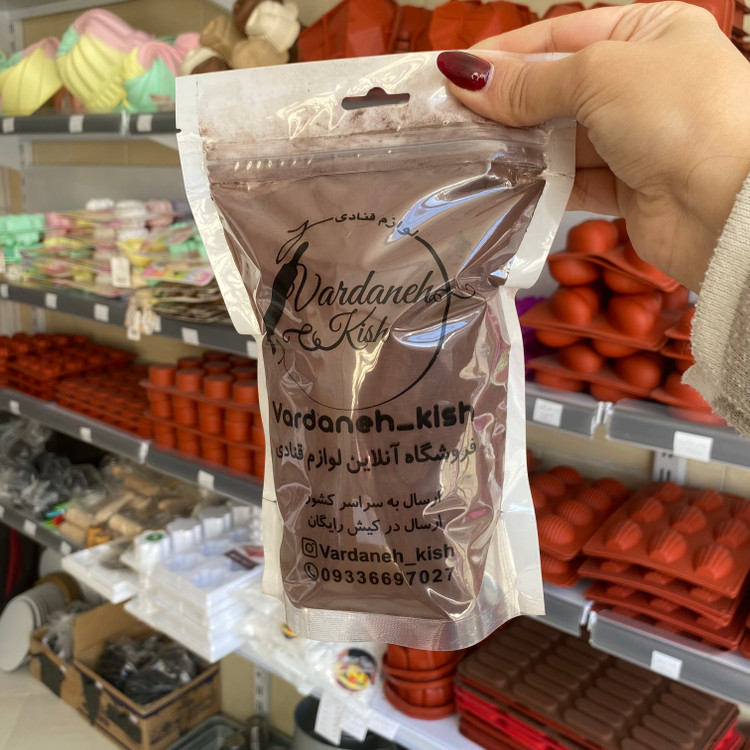 لوازم قنادی
Vardaneh
Kish
Vardaneh_kish
فروشگاه آنلاین لوازم قنادی
ارسال به سراسر کشور
ارسال در کیش رایگان
Vardaneh_kish
09336697027